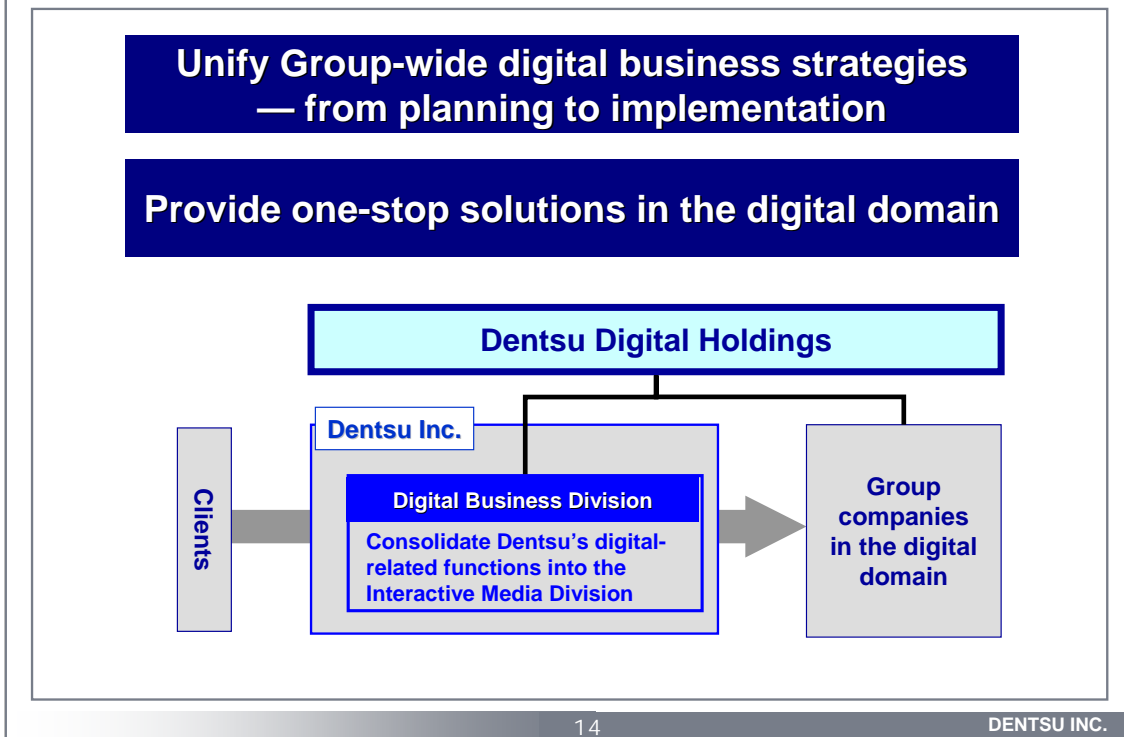 Unify Group-wide digital business strategies
— from planning to implementation
Provide one-stop solutions in the digital domain
Dentsu Digital Holdings
Dentsu Inc.
Clients
Digital Business Division
Consolidate Dentsu's digital-
related functions into the
Interactive Media Division
Group
companies
in the digital
domain
14
DENTSU INC.